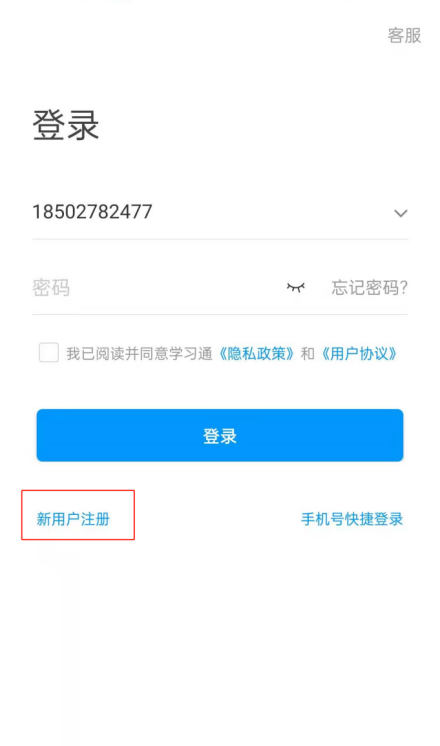 客服
登录
18502782477
密码 忘记密码?
我已阅读并同意学习通《隐私政策》和《用户协议》
登录
新用户注册 手机号快捷登录